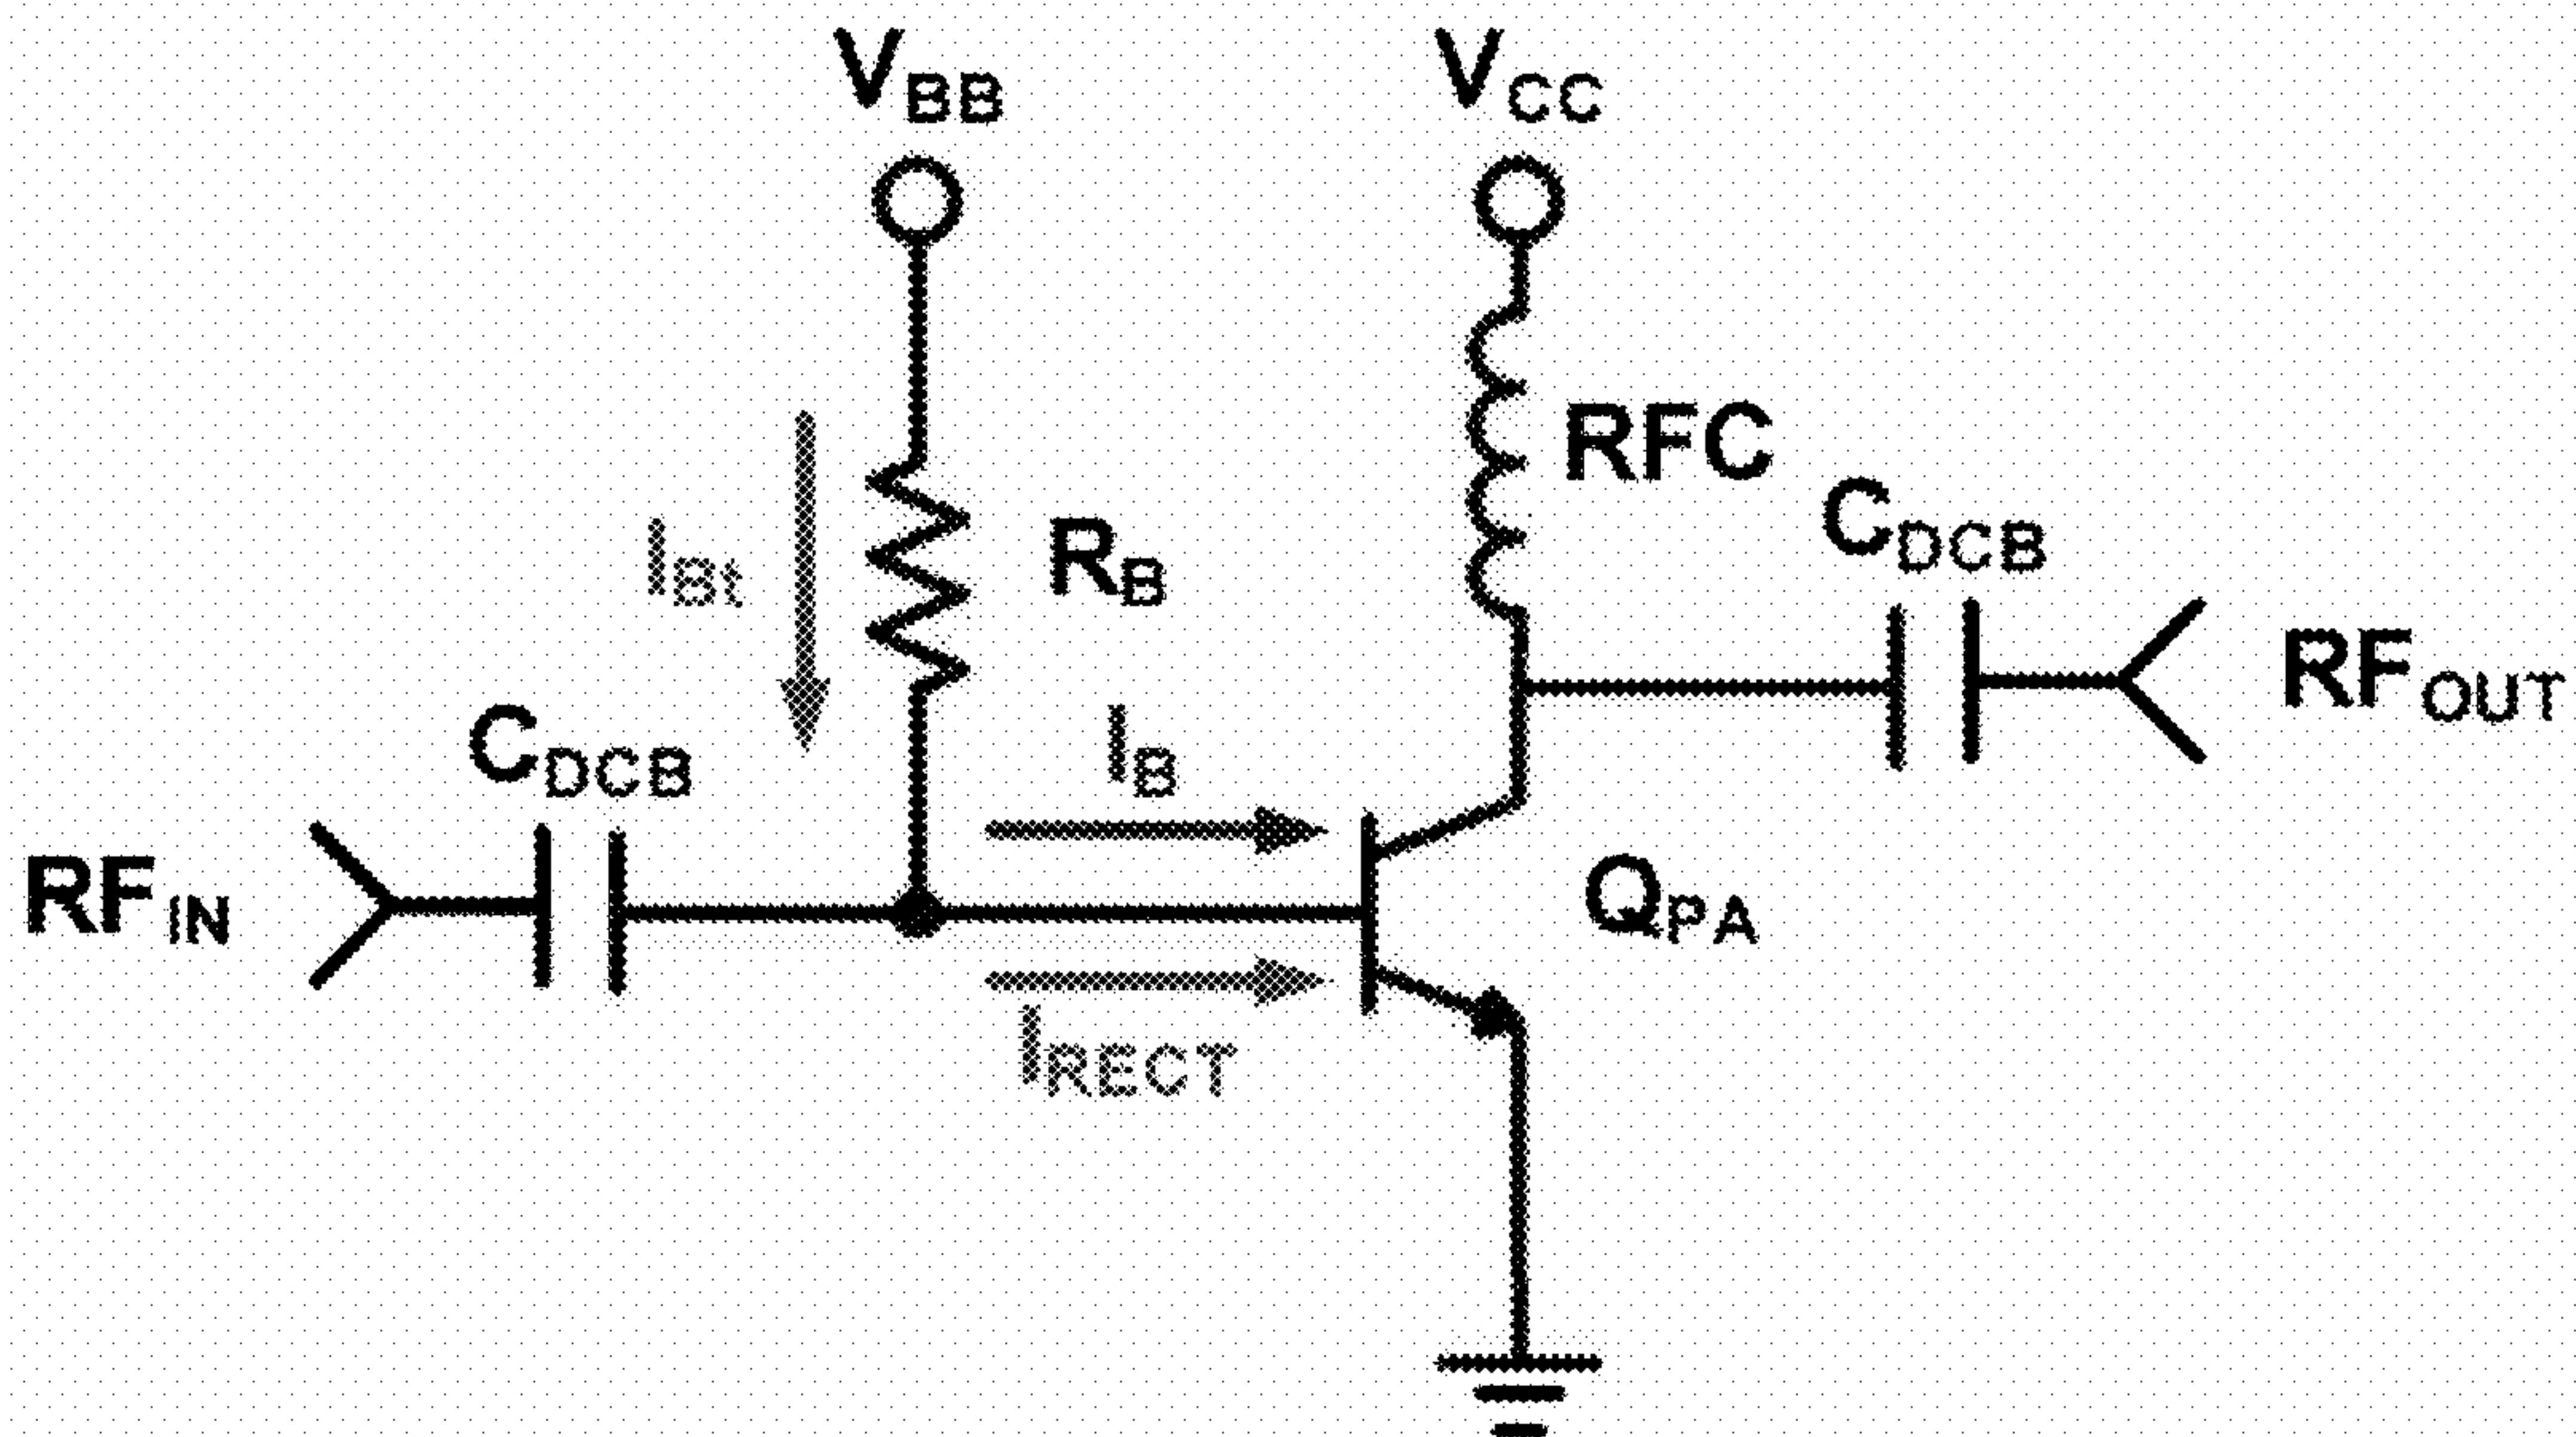 VBB
VCC
RFC
CDCB
IBt
RB
RFOUT
CDCB
IB
RFIN
QPA
IRECT